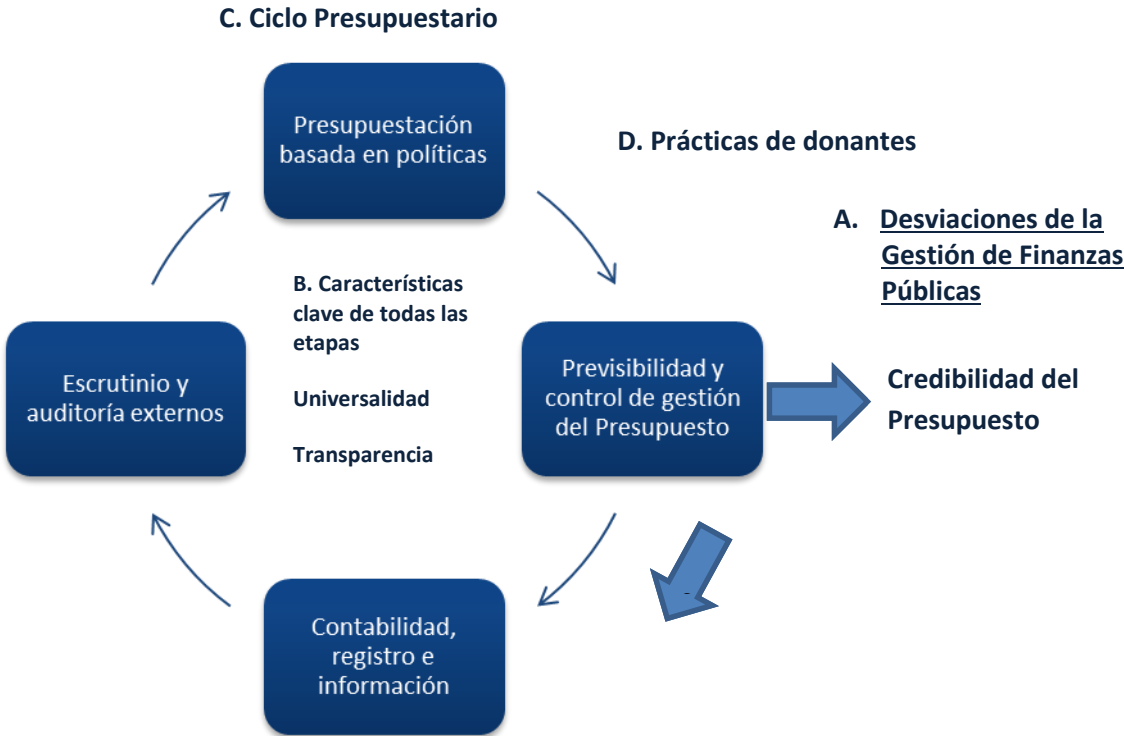 C. Ciclo Presupuestario
Presupuestación
basada en políticas
D. Prácticas de donantes
A. Desviaciones de la
Gestión de Finanzas
Públicas
B. Características
clave de todas las
etapas
Universalidad
Transparencia
Escrutinio y
auditoría externos
Previsibilidad y
control de gestión
del Presupuesto
Credibilidad del
Presupuesto
Contabilidad,
registro e
información